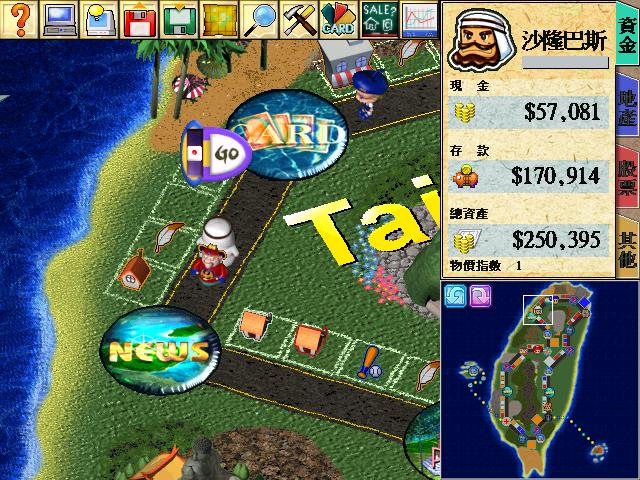 ?
CARD
SALE?
沙隆巴斯
資金
現 金
$57,081
地產
存 款
$170,914
股票
總資產
$250,395
其他
物價指數 1
CARD
GO
Tai
NEWS